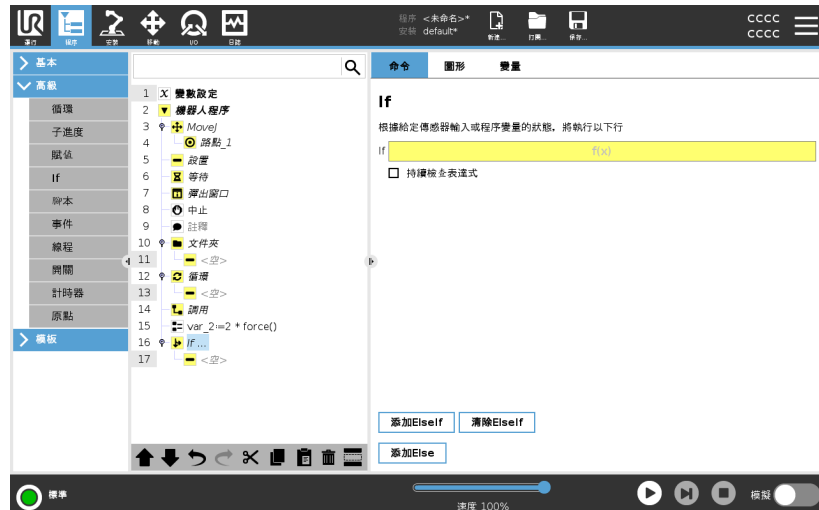 運行 程序 安裝 移動 I/O 日誌
程序 <未命名>*
安裝 default*
新建... 打開... 保存...
cccc
cccc
基本
高級
循環
子進度
賦值
If
腳本
事件
線程
開關
計時器
原點
模板
1 X 變數設定
2 機器人程序
3 MoveJ
4 路點_1
5 設置
6 等待
7 彈出窗口
8 中止
9 註釋
10 文件夾
11 <空>
12 循環
13 <空>
14 調用
15 var_2:=2 * force()
16 If ...
17 <空>
命令 圖形 變量
If
根據給定傳感器輸入或程序變量的狀態，將執行以下行
If f(x)
持續檢查表達式
添加ElseIf 清除ElseIf
添加Else
標準
速度 100%
模擬